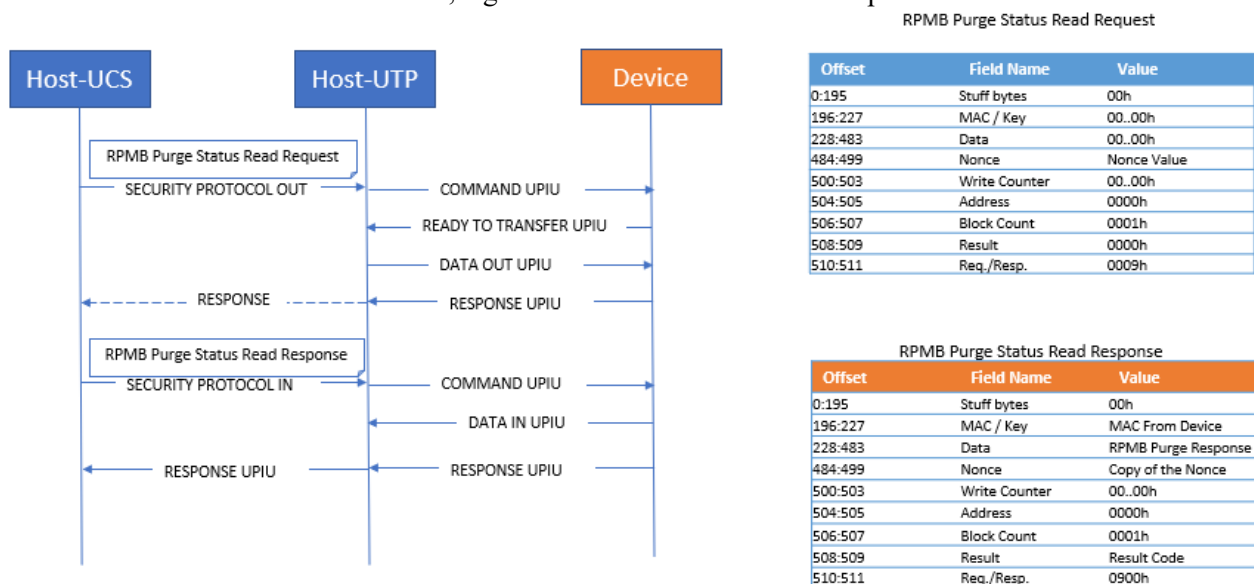 RPMB Purge Status Read Request
Host-UCS
Host-UTP
Device
RPMB Purge Status Read Request
SECURITY PROTOCOL OUT
COMMAND UPIU
READY TO TRANSFER UPIU
DATA OUT UPIU
RESPONSE
RESPONSE UPIU
RPMB Purge Status Read Response
SECURITY PROTOCOL IN
COMMAND UPIU
DATA IN UPIU
RESPONSE UPIU
RESPONSE UPIU
Offset Field Name Value
0:195 Stuff bytes 00h
196:227 MAC / Key 00..00h
228:483 Data 00..00h
484:499 Nonce Nonce Value
500:503 Write Counter 00..00h
504:505 Address 0000h
506:507 Block Count 0001h
508:509 Result 0000h
510:511 Req./Resp. 0009h
RPMB Purge Status Read Response
Offset Field Name Value
0:195 Stuff bytes 00h
196:227 MAC / Key MAC From Device
228:483 Data RPMB Purge Response
484:499 Nonce Copy of the Nonce
500:503 Write Counter 00..00h
504:505 Address 0000h
506:507 Block Count 0001h
508:509 Result Result Code
510:511 Req./Resp. 0900h